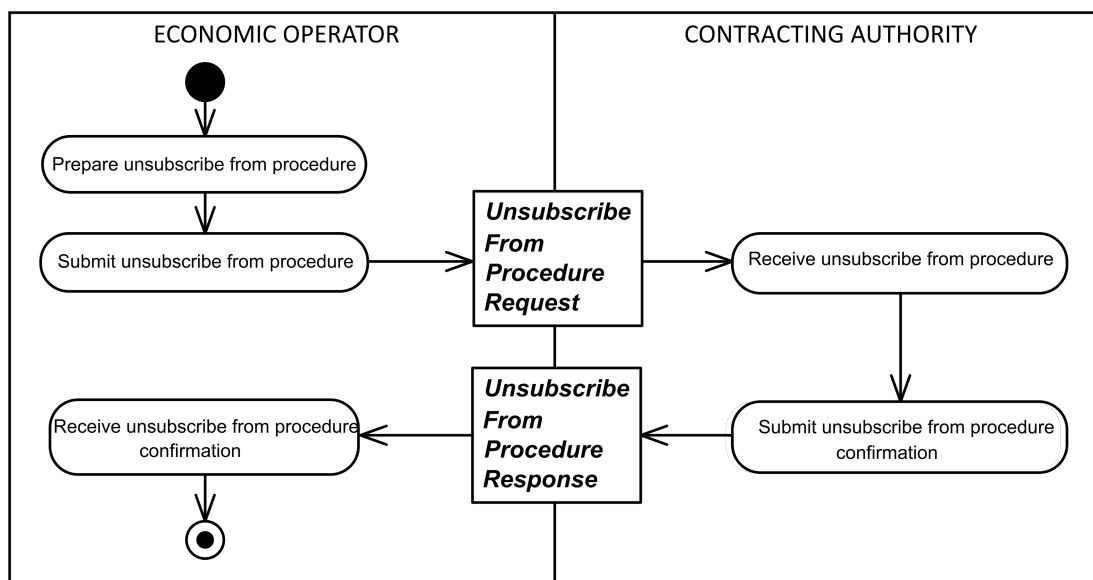 ECONOMIC OPERATOR
CONTRACTING AUTHORITY
Prepare unsubscribe from procedure
Submit unsubscribe from procedure
Unsubscribe
From
Procedure
Request
Receive unsubscribe from procedure
Receive unsubscribe from procedure
confirmation
Unsubscribe
From
Procedure
Response
Submit unsubscribe from procedure
confirmation